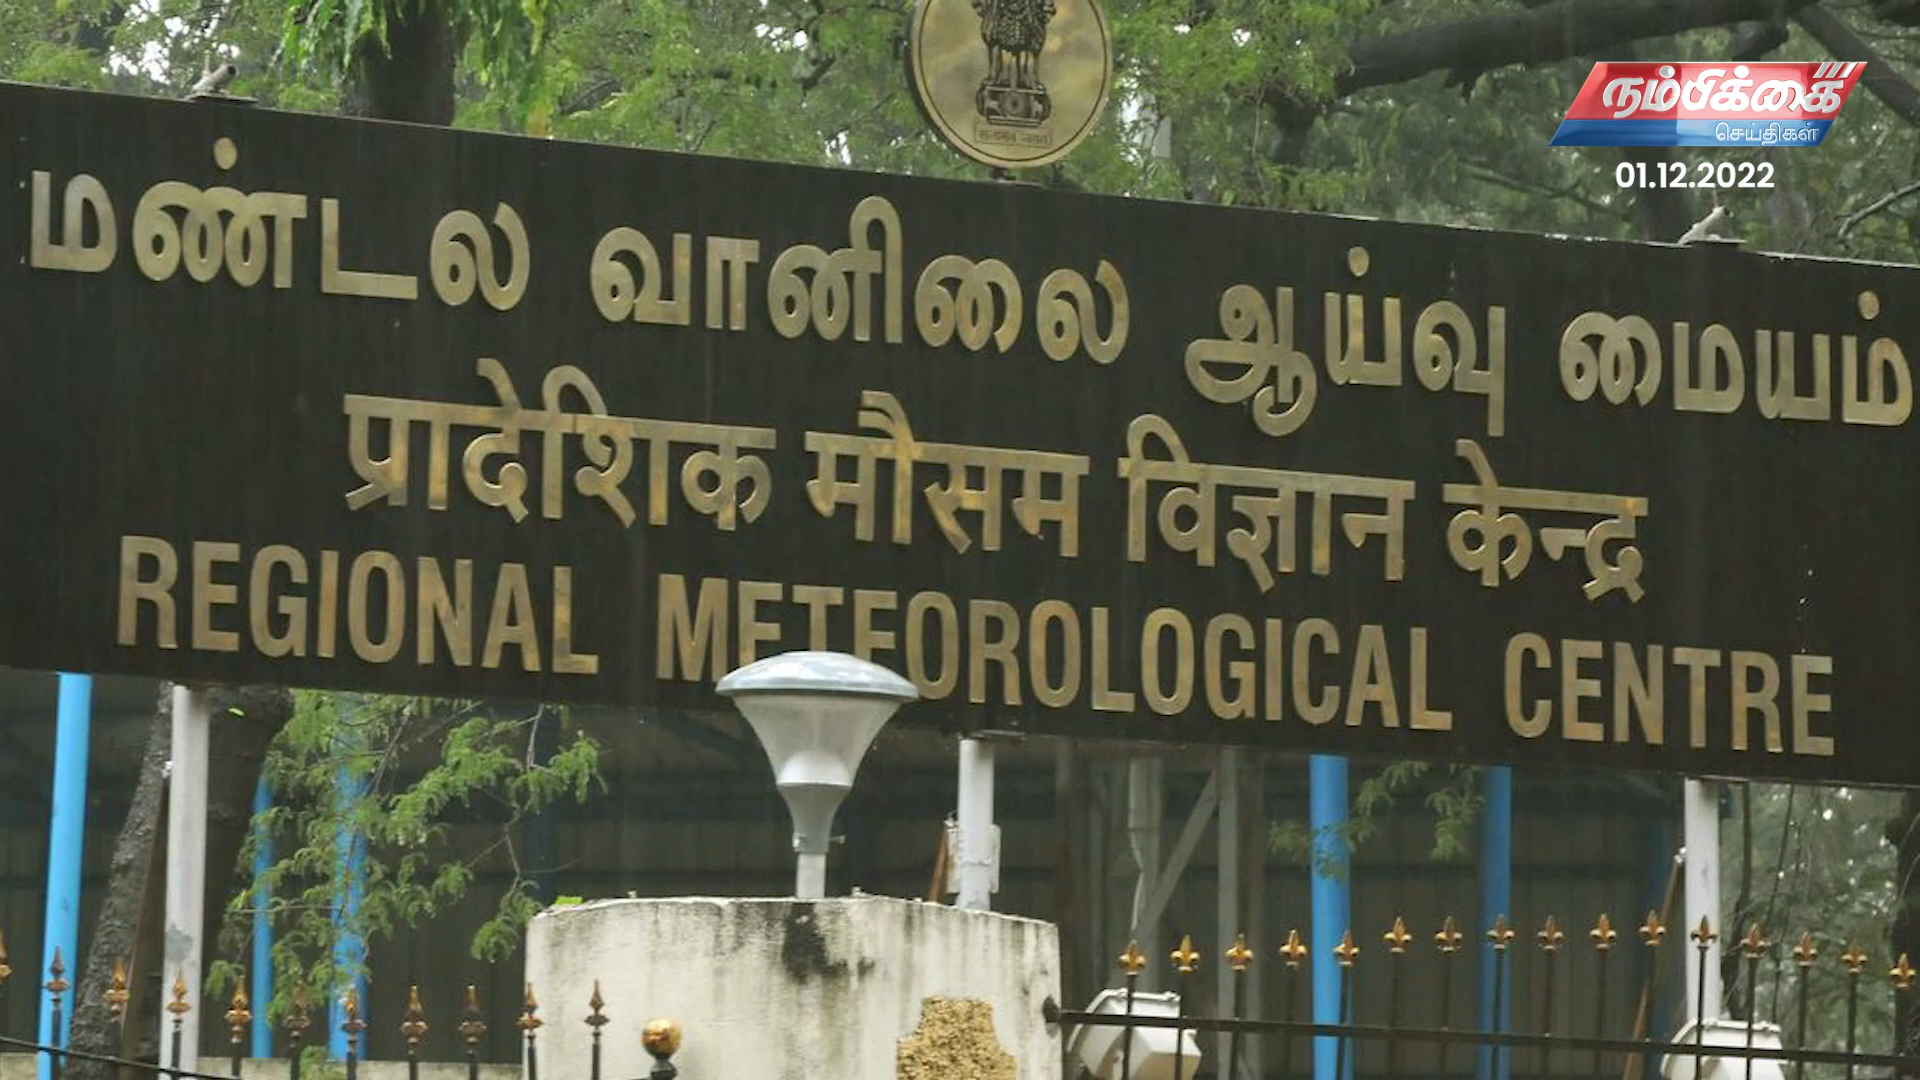 நம்பிக்கை
செய்திகள்
01.12.2022
மண்டல வானிலை ஆய்வு மையம்
प्रादेशिक मौसम विज्ञान केन्द्र
REGIONAL METEOROLOGICAL CENTRE